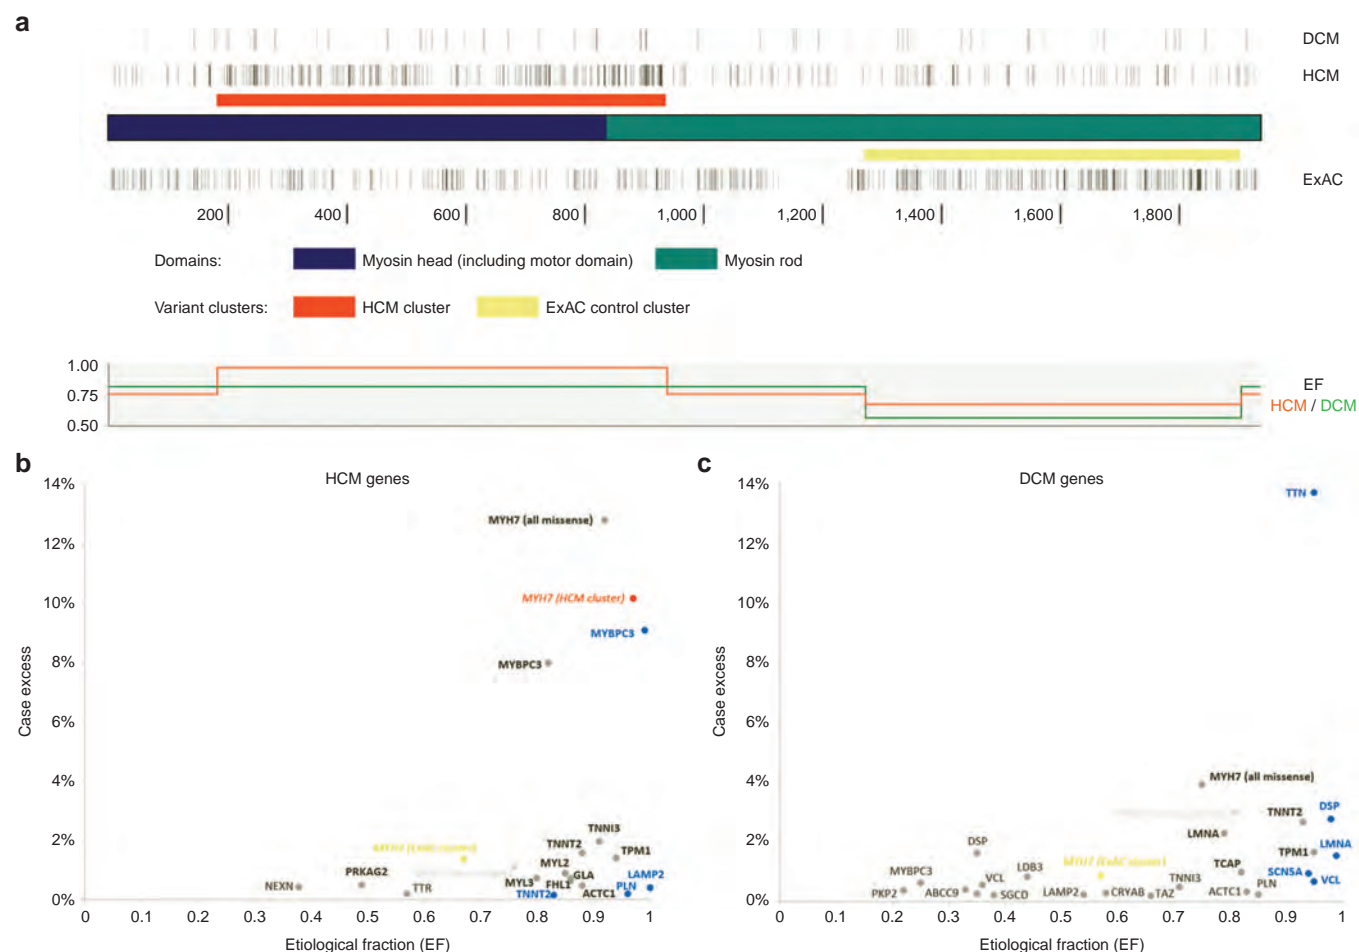 a
DCM
HCM
ExAC
200 400 600 800 1,000 1,200 1,400 1,600 1,800
Domains: Myosin head (including motor domain) Myosin rod
Variant clusters: HCM cluster ExAC control cluster
1.00
0.75
0.50
EF
HCM / DCM
b
HCM genes
14%
12%
10%
8%
6%
4%
2%
0%
Case excess
MYH7 (all missense)
MYH7 (HCM cluster)
MYBPC3
MYBPC3
TNNI3
TNNT2
TPM1
MYL2
GLA
LAMP2
PRKAG2
NEXN
TTR
MYL3
FHL1
PLN
TNNT2
ACTC1
0 0.1 0.2 0.3 0.4 0.5 0.6 0.7 0.8 0.9 1
Etiological fraction (EF)
c
DCM genes
14%
12%
10%
8%
6%
4%
2%
0%
Case excess
TTN
MYH7 (all missense)
DSP
TNNT2
LMNA
LMNA
DSP
TPM1
MYH7 (ExAC cluster)
TCAP
LDB3
MYBPC3
VCL
TNNI3
SCN5A
VCL
PLN
PKP2
ABCC9
SGCD
LAMP2
CRYAB
TAZ
ACTC1
0 0.1 0.2 0.3 0.4 0.5 0.6 0.7 0.8 0.9 1
Etiological fraction (EF)